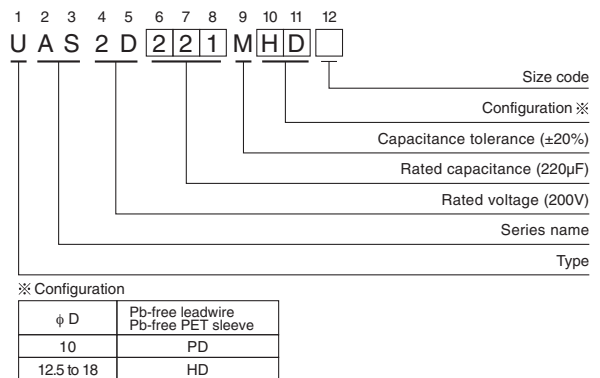 1 2 3 4 5 6 7 8 9 10 11 12
U A S 2 D 2 2 1 M H D
Size code
Configuration ※
Capacitance tolerance (±20%)
Rated capacitance (220µF)
Rated voltage (200V)
Series name
Type
※ Configuration
ϕ D
Pb-free leadwire
Pb-free PET sleeve
10 PD
12.5 to 18 HD